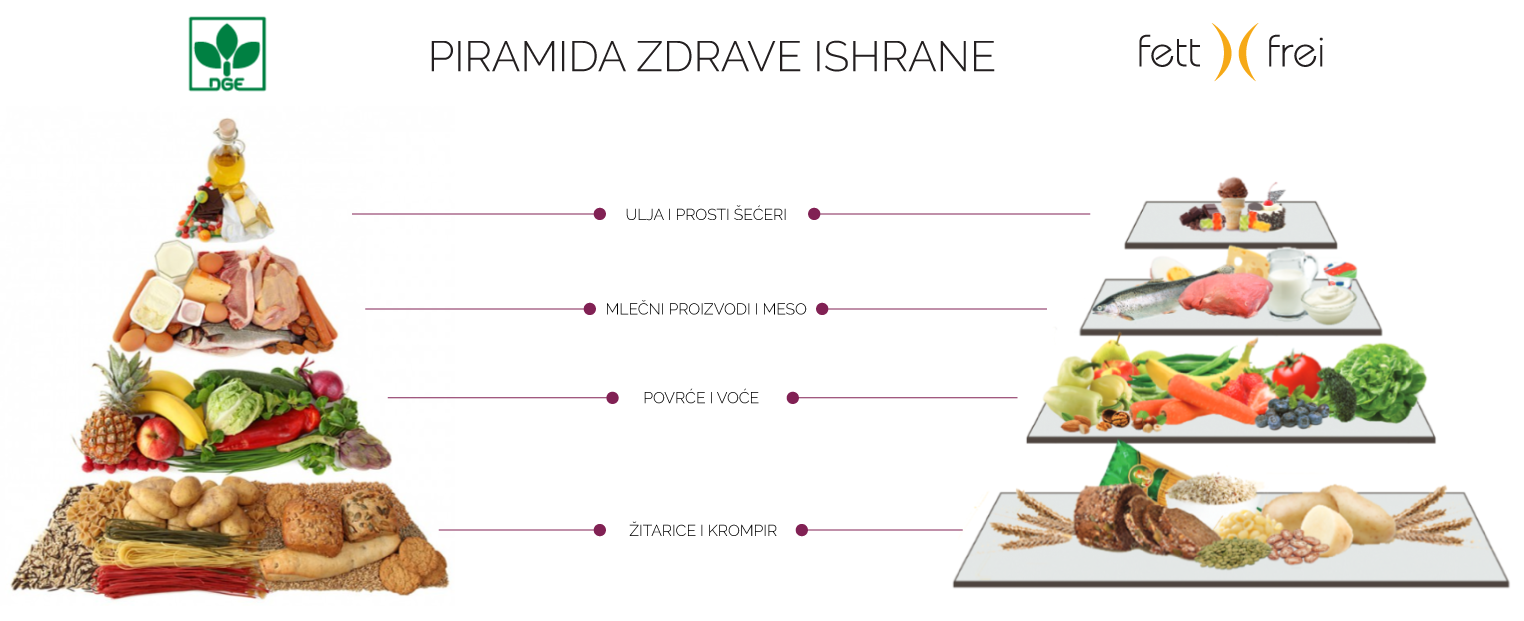 DGE
PIRAMIDA ZDRAVE ISHRANE
fett frei
ULJA I PROSTI ŠEĆERI
MLEČNI PROIZVODI I MESO
POVRĆE I VOĆE
ŽITARICE I KROMPIR